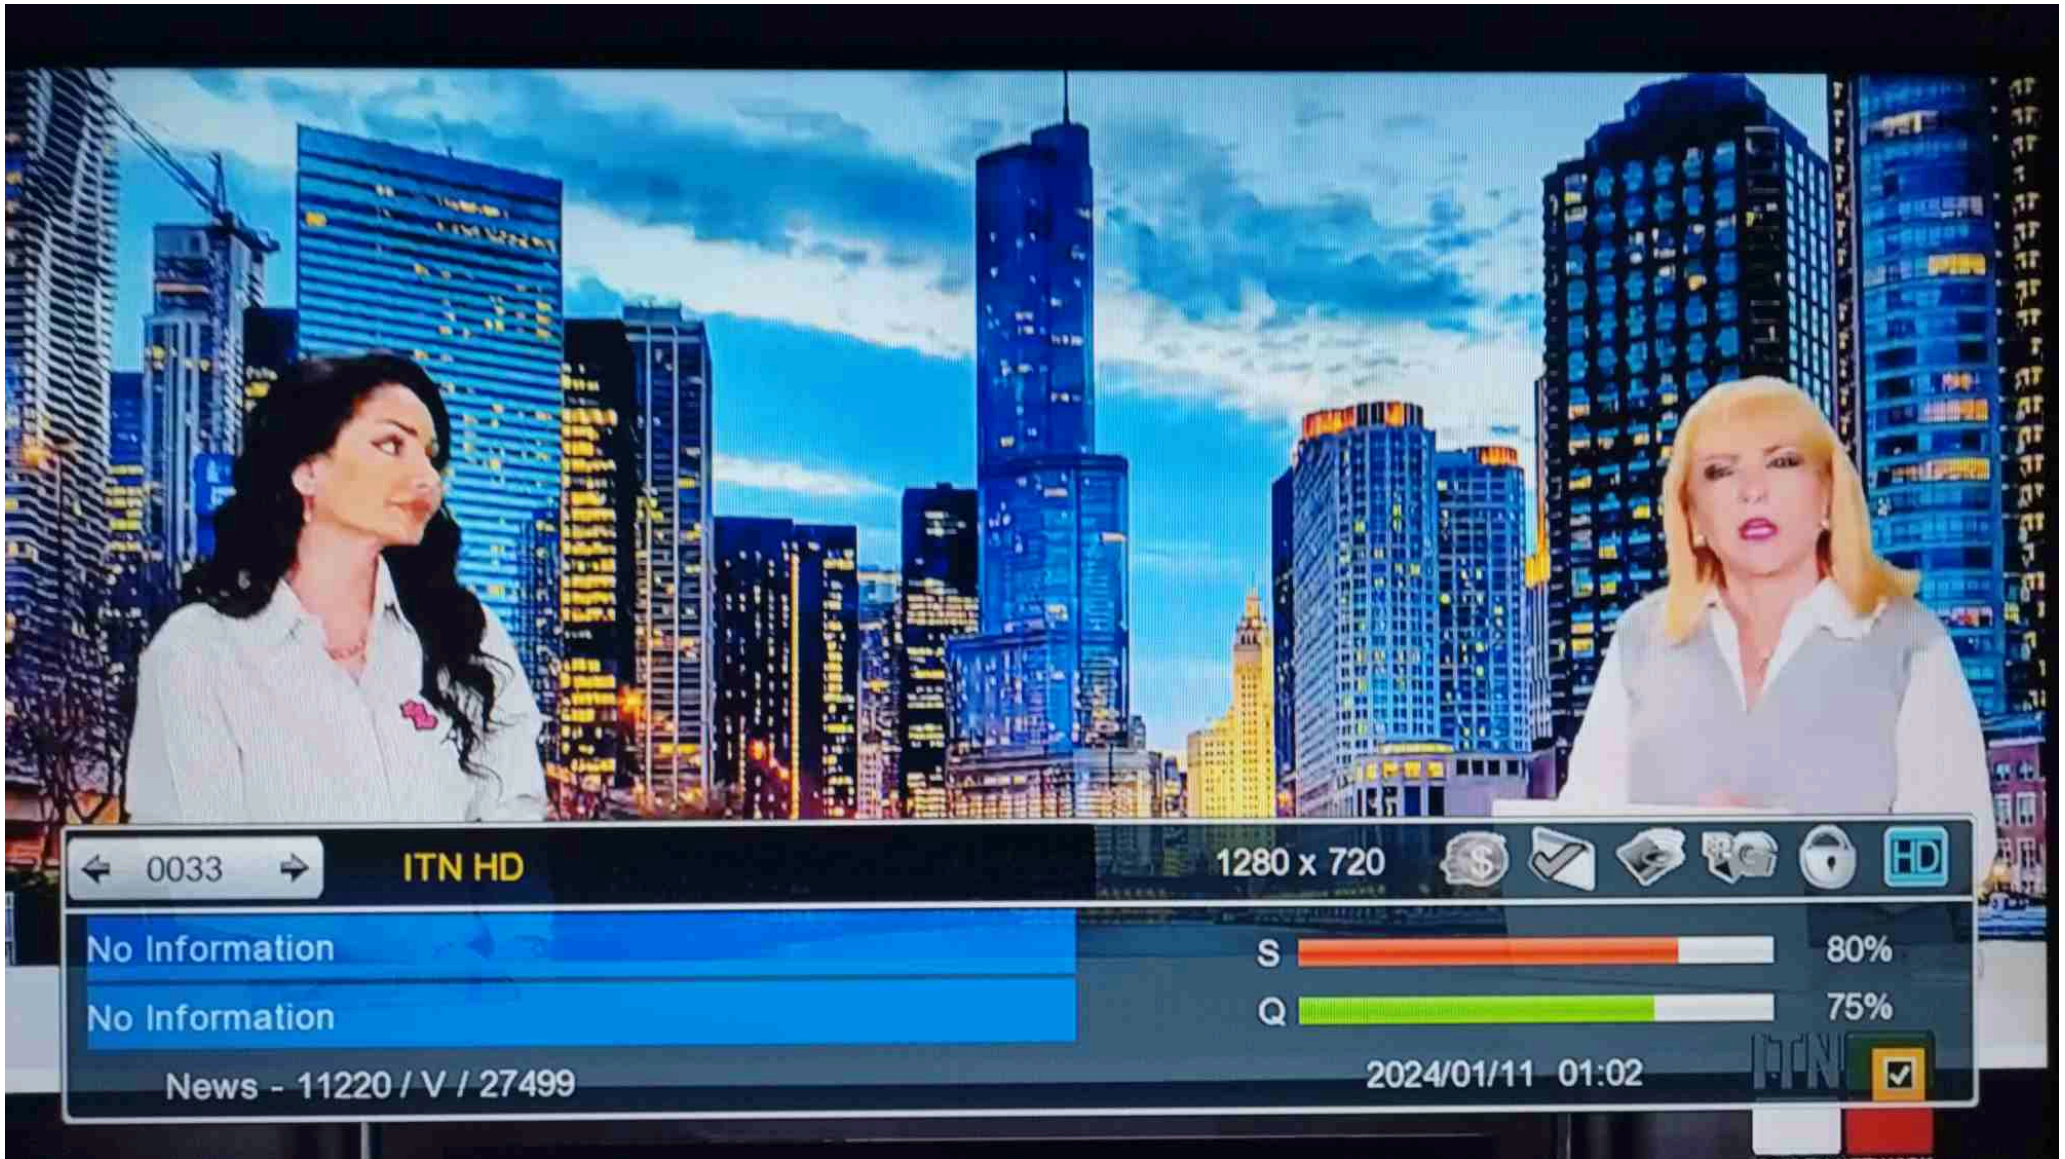 0033
ITN HD
1280 x 720
HD
No Information
S
80%
No Information
Q
75%
News - 11220 / V / 27499
2024/01/11 01:02
ITN